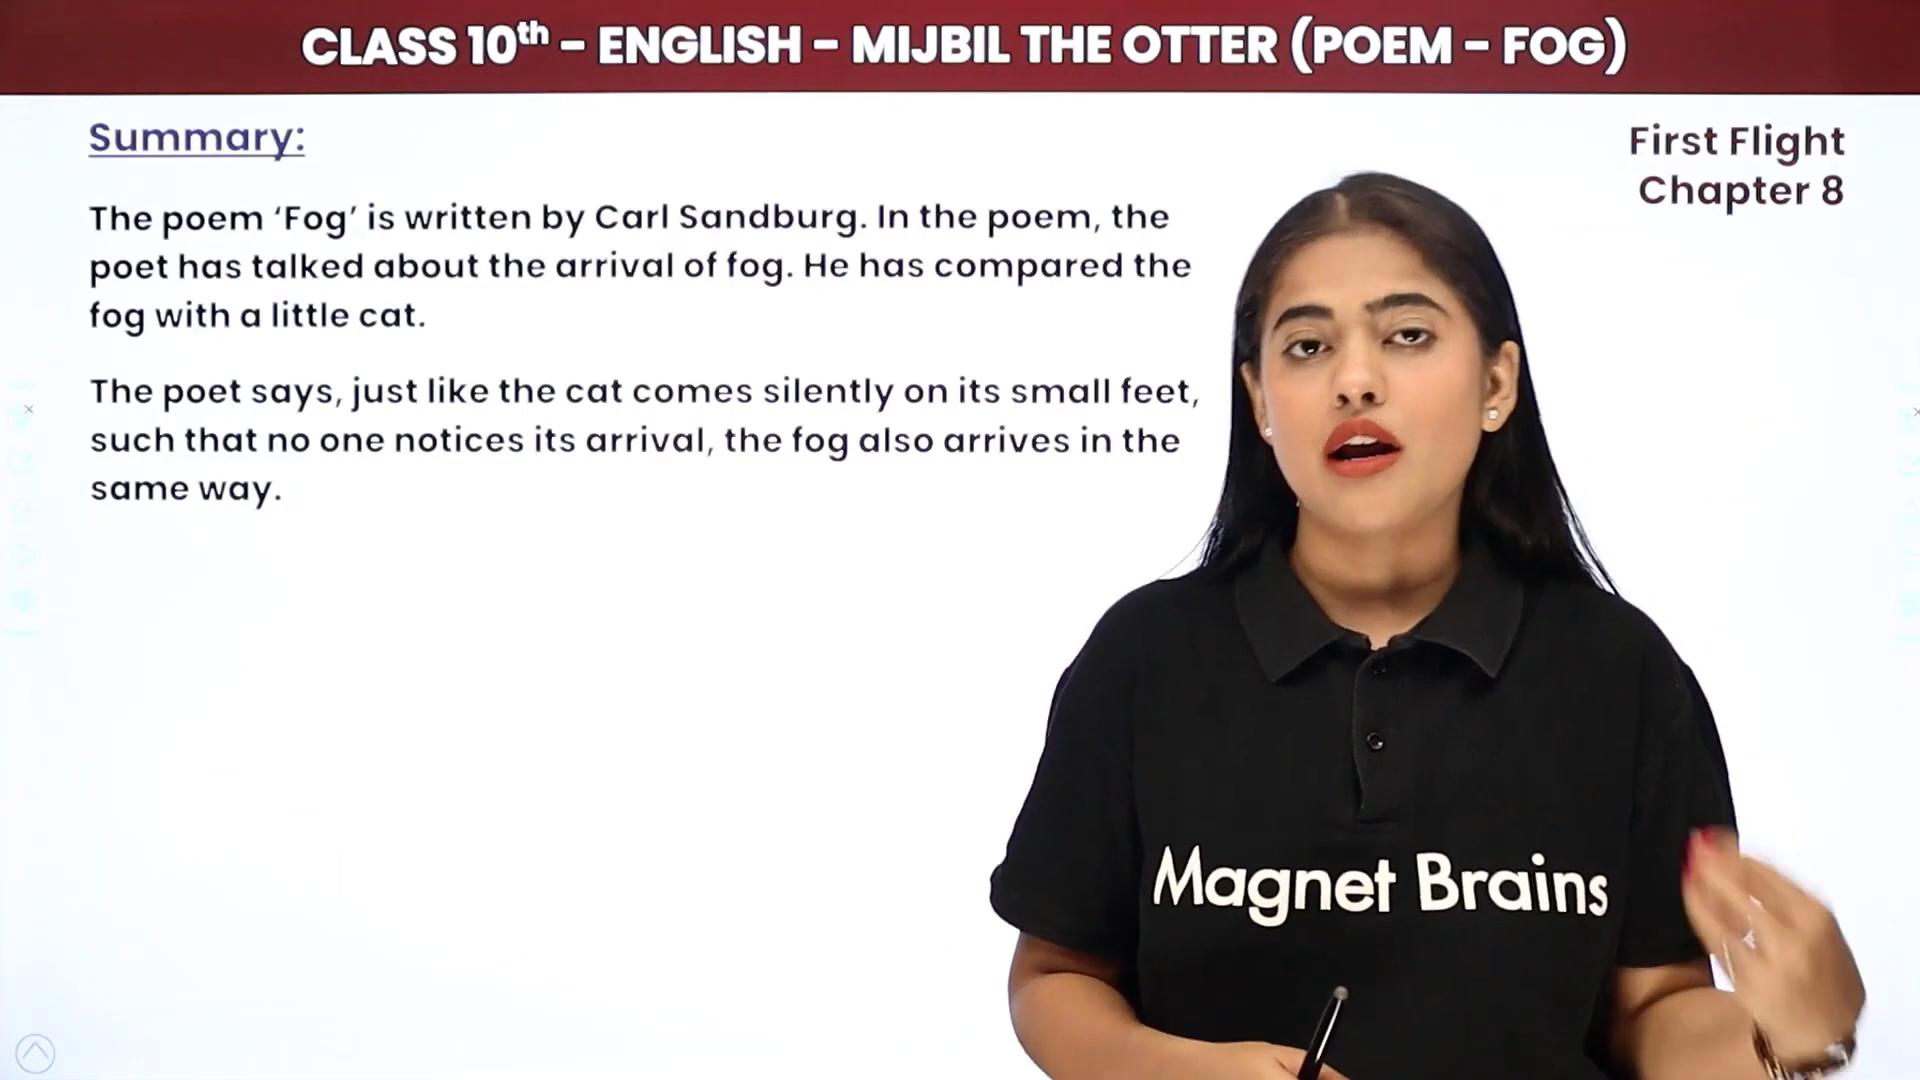 CLASS 10th – ENGLISH – MIJBIL THE OTTER (POEM – FOG)
Summary:
First Flight
Chapter 8
The poem ‘Fog’ is written by Carl Sandburg. In the poem, the
poet has talked about the arrival of fog. He has compared the
fog with a little cat.
The poet says, just like the cat comes silently on its small feet,
such that no one notices its arrival, the fog also arrives in the
same way.
Magnet Brains